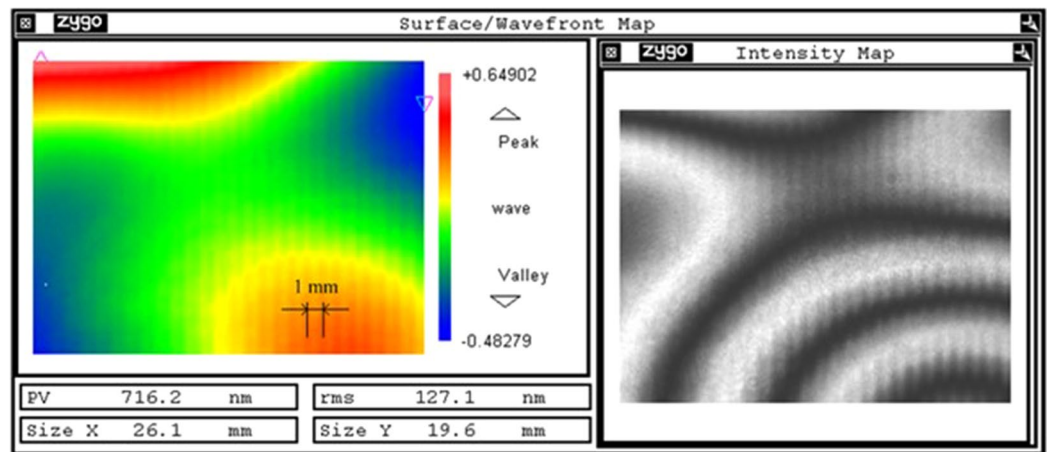 zygo Surface/Wavefront Map
+0.64902
Peak
wave
Valley
-0.48279
1 mm
PV 716.2 nm
rms 127.1 nm
Size X 26.1 mm
Size Y 19.6 mm
zygo Intensity Map